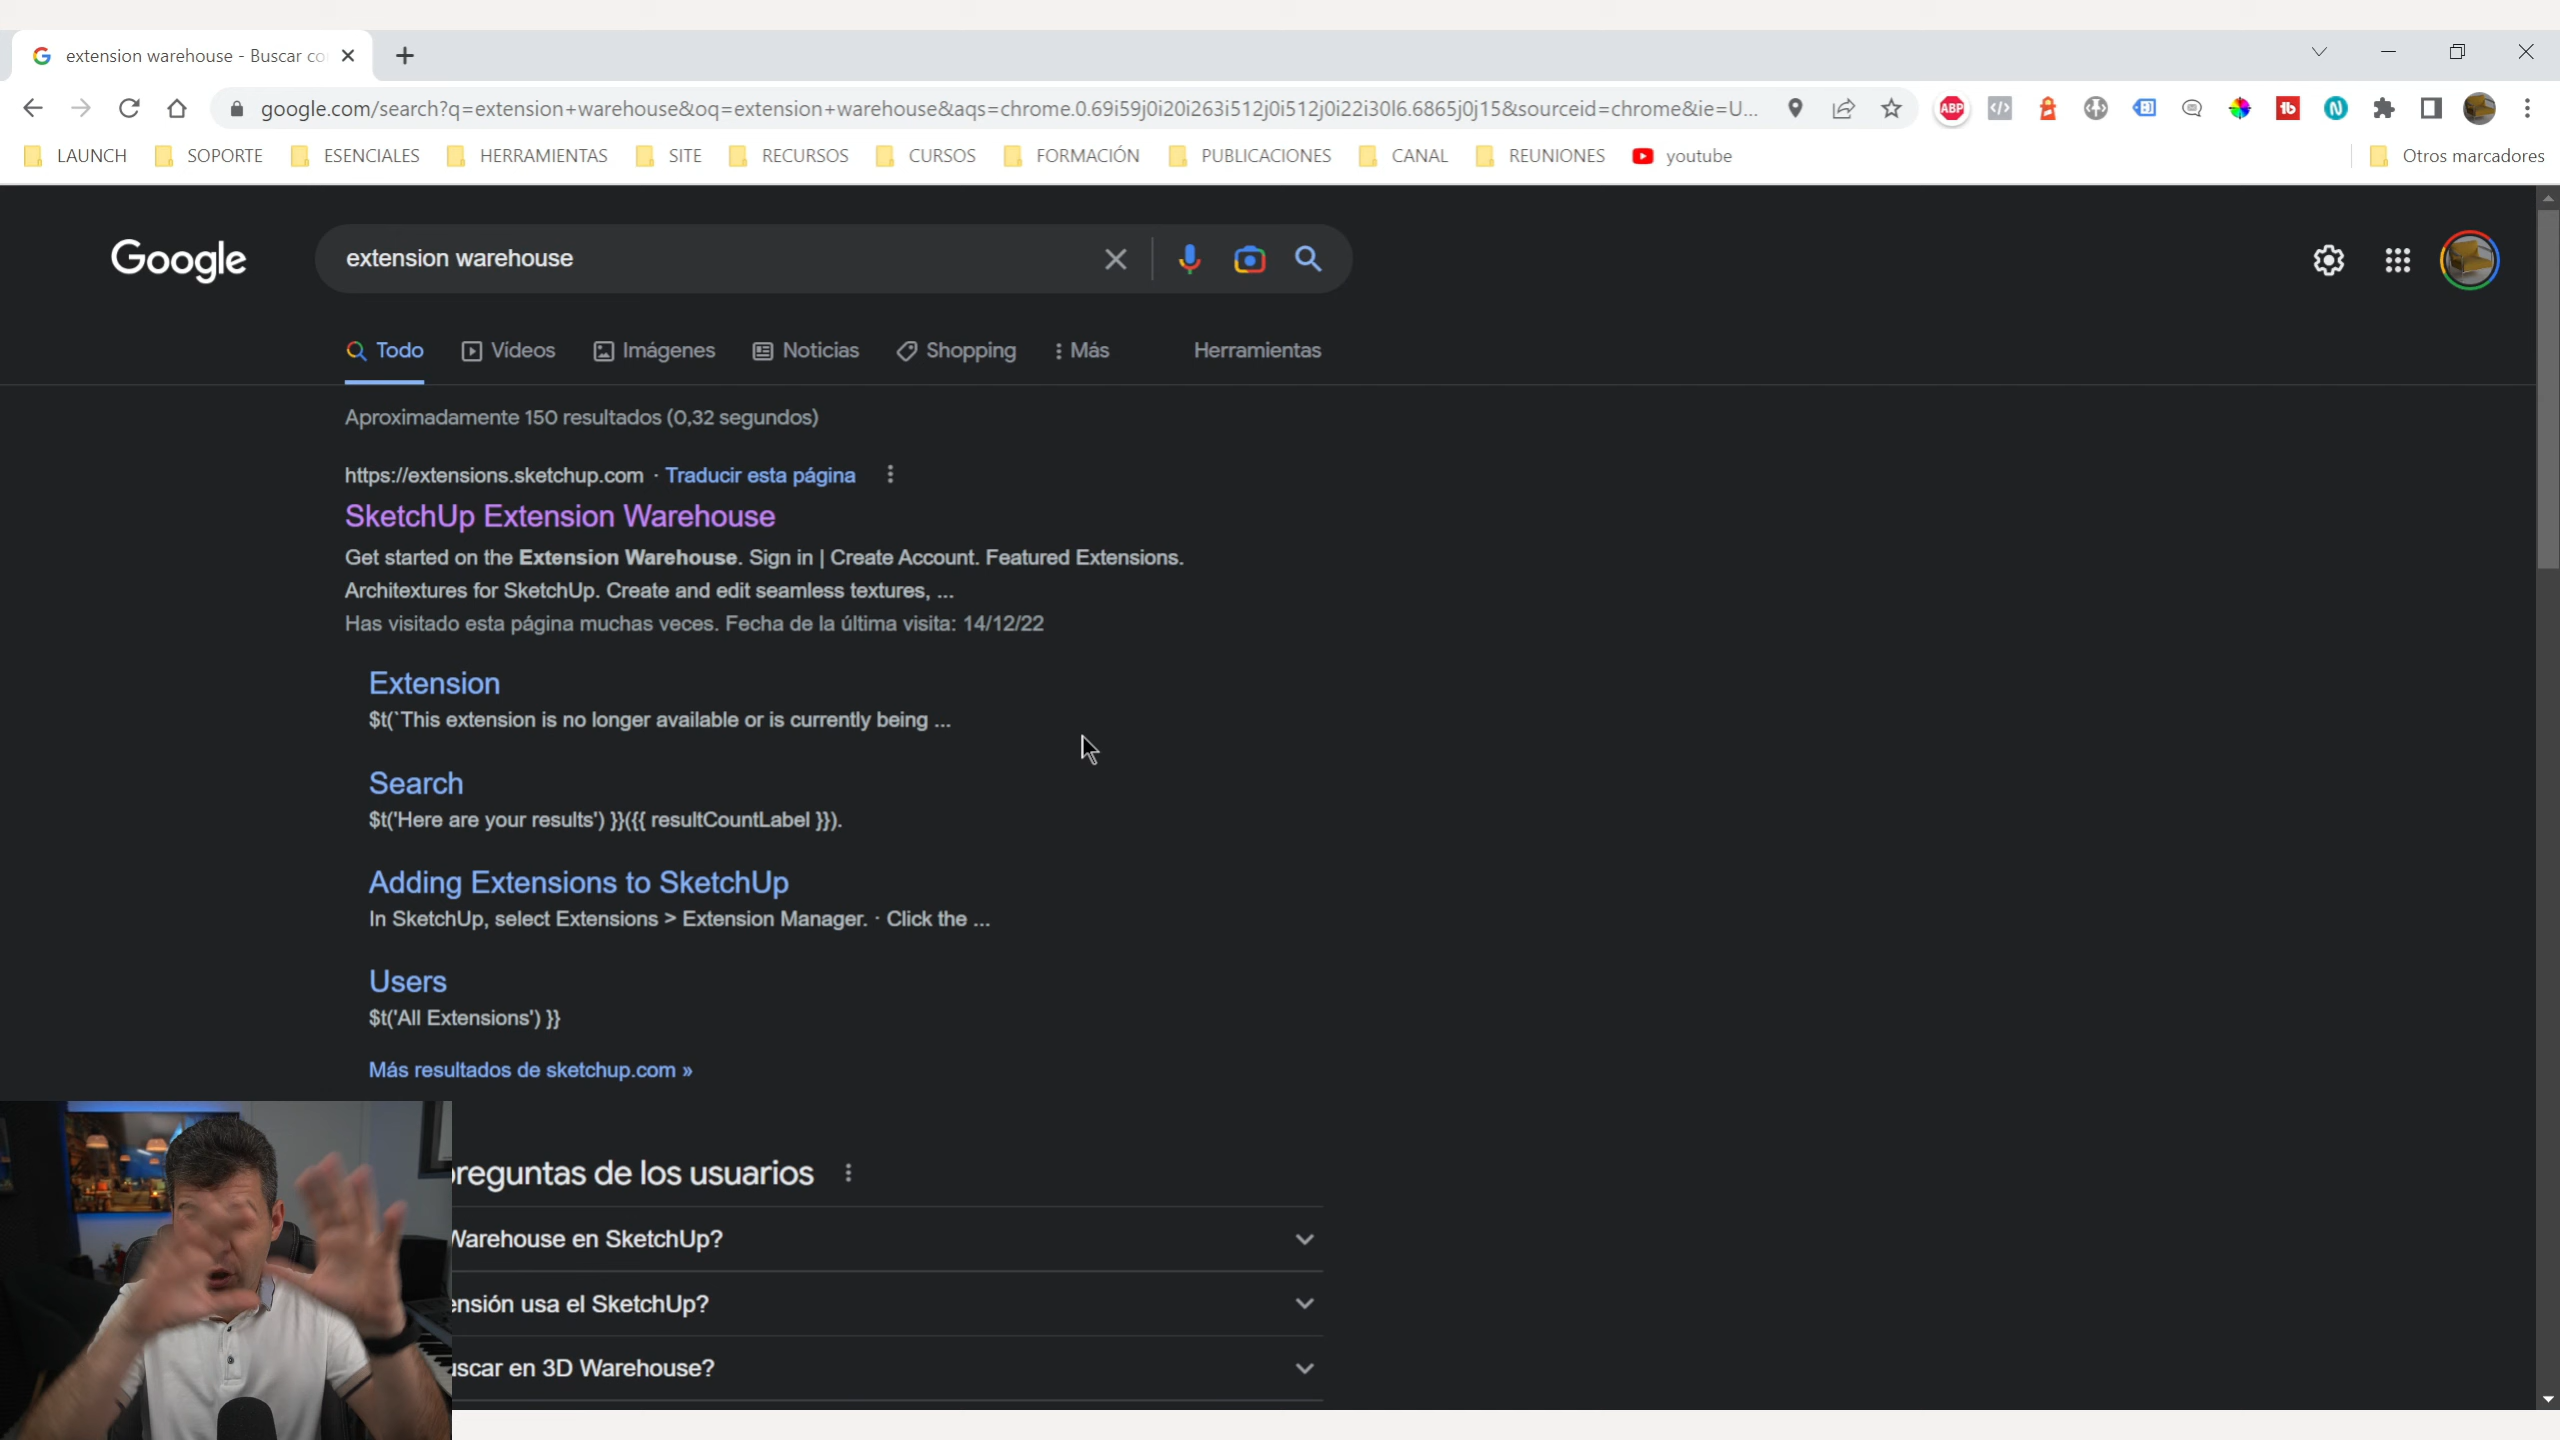 extension warehouse - Buscar co
google.com/search?q=extension+warehouse&oq=extension+warehouse&aqs=chrome.0.69i59j0i20i263i512j0i512j0i22i30l6.6865j0j15&sourceid=chrome&ie=U...
ABP
tb
N
LAUNCH SOPORTE ESENCIALES HERRAMIENTAS SITE RECURSOS CURSOS FORMACIÓN PUBLICACIONES CANAL REUNIONES youtube Otros marcadores
Google
extension warehouse
Todo Vídeos Imágenes Noticias Shopping Más Herramientas
Aproximadamente 150 resultados (0,32 segundos)
https://extensions.sketchup.com · Traducir esta página
SketchUp Extension Warehouse
Get started on the Extension Warehouse. Sign in | Create Account. Featured Extensions.
Architextures for SketchUp. Create and edit seamless textures, ...
Has visitado esta página muchas veces. Fecha de la última visita: 14/12/22
Extension
$t(`This extension is no longer available or is currently being ...
Search
$t('Here are your results') }}({{ resultCountLabel }}).
Adding Extensions to SketchUp
In SketchUp, select Extensions > Extension Manager. · Click the ...
Users
$t('All Extensions') }}
Más resultados de sketchup.com »
preguntas de los usuarios
Warehouse en SketchUp?
ensión usa el SketchUp?
uscar en 3D Warehouse?